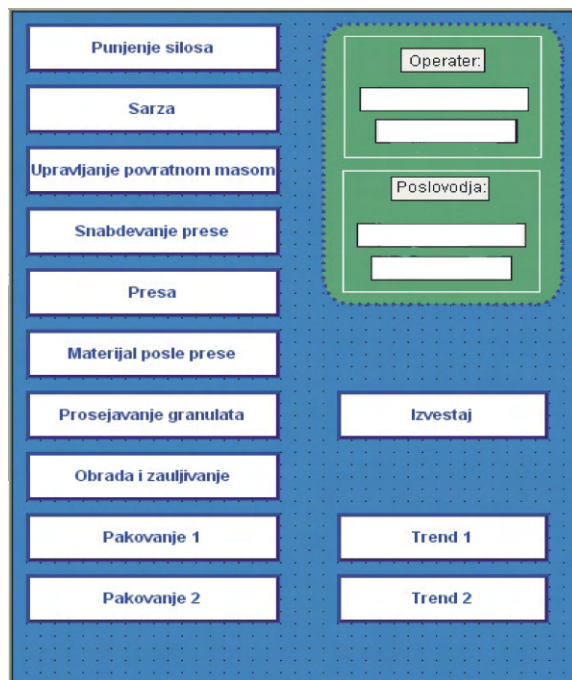 Punjenje silosa
Sarza
Upravljanje povratnom masom
Snabdevanje prese
Presa
Materijal posle prese
Prosejavanje granulata
Obrada i zauljivanje
Pakovanje 1
Pakovanje 2
Operater:
Poslovodja:
Izvestaj
Trend 1
Trend 2